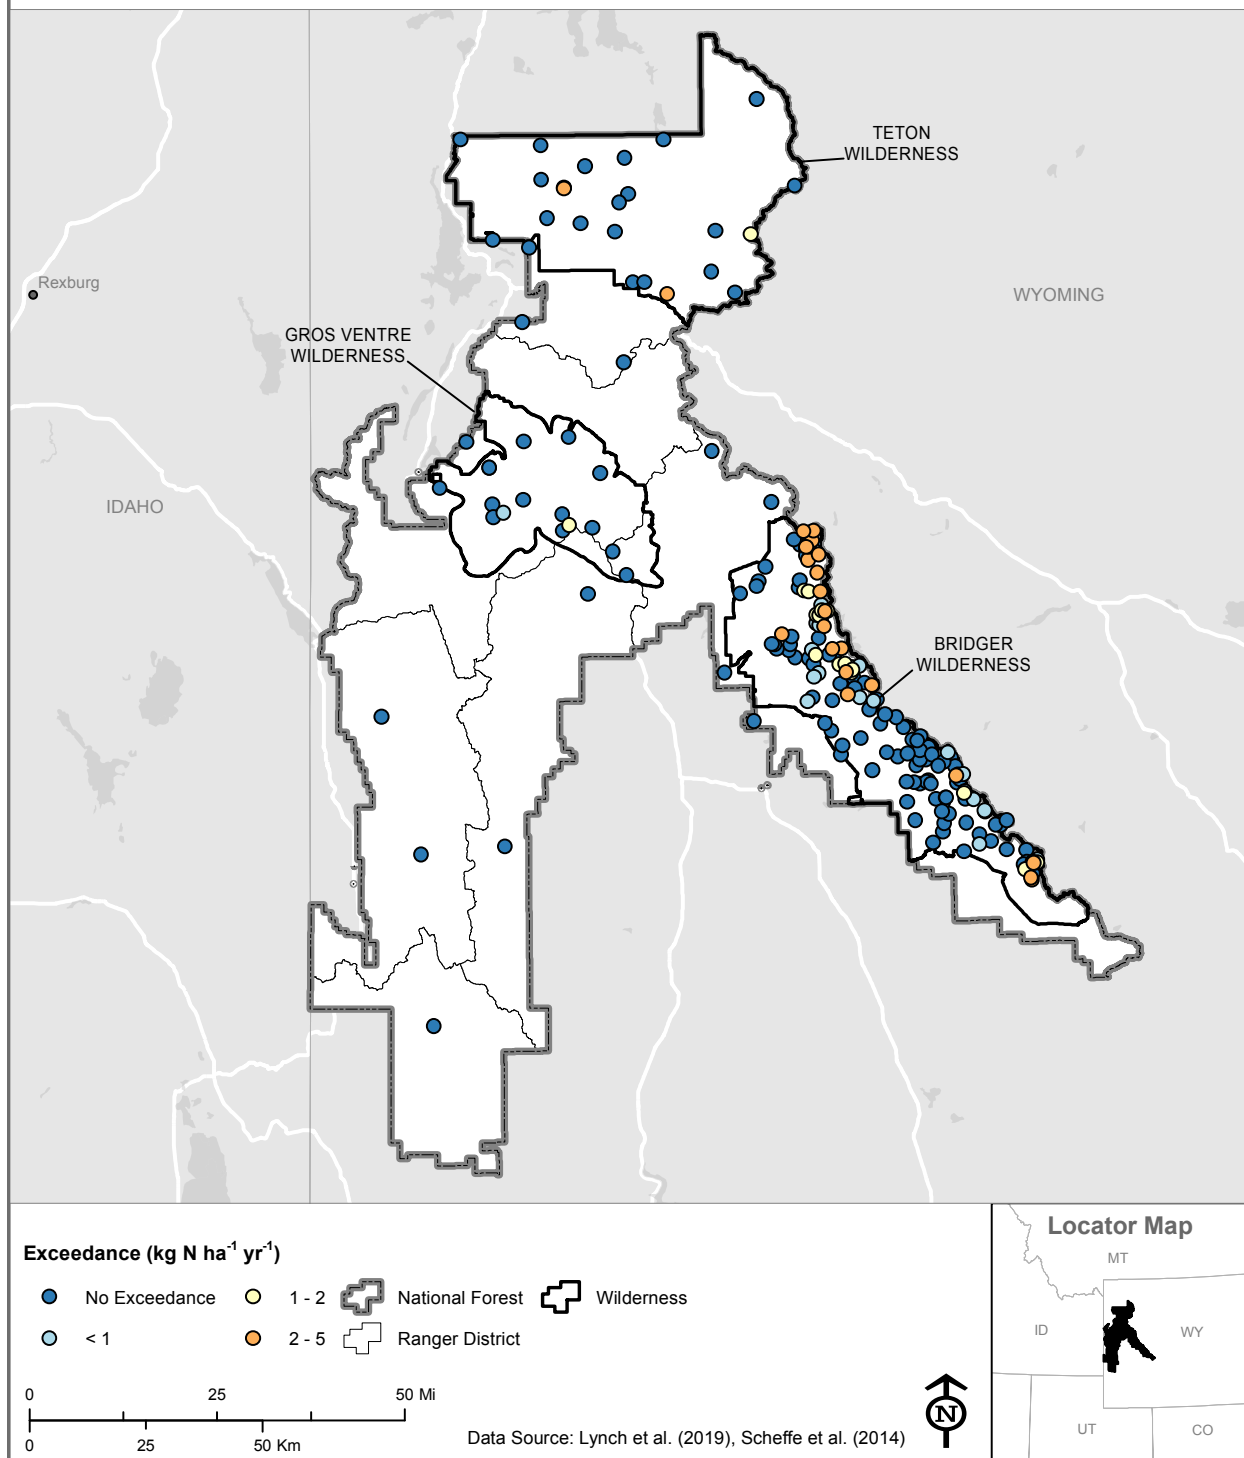 TETON
WILDERNESS
Rexburg
WYOMING
GROS VENTRE
WILDERNESS
IDAHO
BRIDGER
WILDERNESS
Exceedance (kg N ha⁻¹ yr⁻¹)
No Exceedance
1 - 2
National Forest
Wilderness
< 1
2 - 5
Ranger District
0 25 50 Mi
0 25 50 Km
N
Data Source: Lynch et al. (2019), Scheffe et al. (2014)
Locator Map
MT
ID
WY
UT
CO